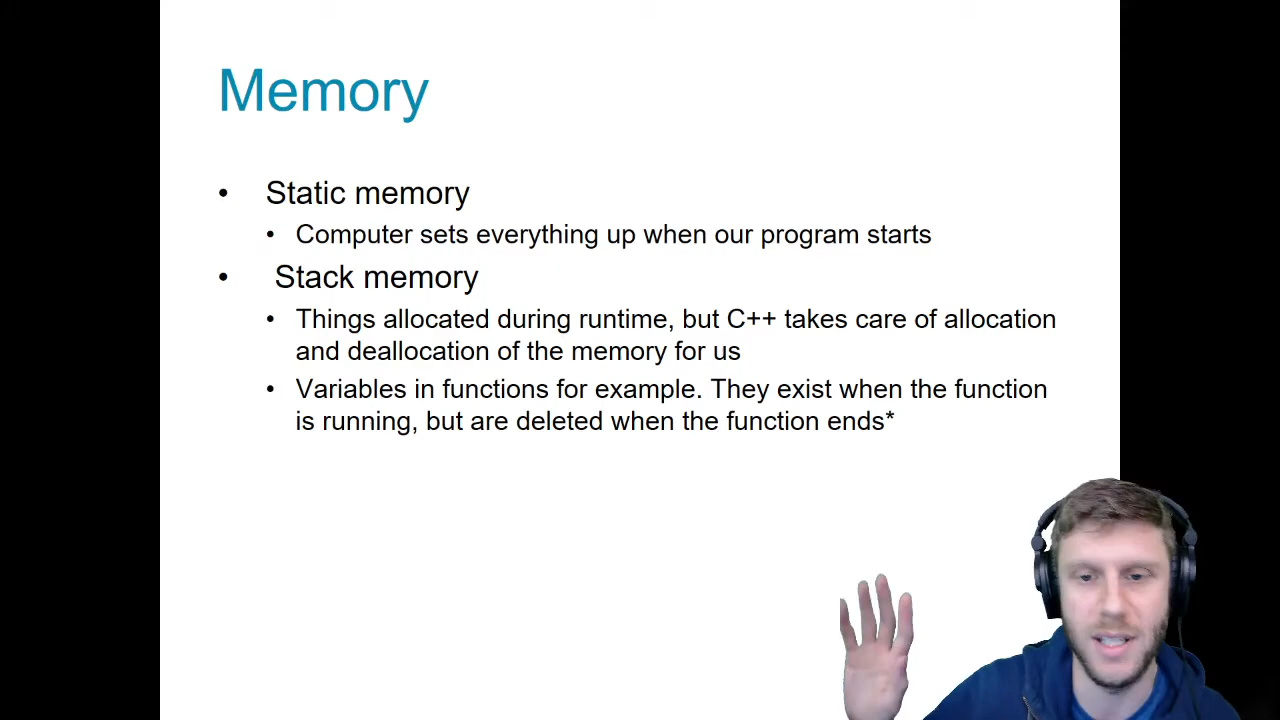 Memory
• Static memory
• Computer sets everything up when our program starts
• Stack memory
• Things allocated during runtime, but C++ takes care of allocation
and deallocation of the memory for us
• Variables in functions for example. They exist when the function
is running, but are deleted when the function ends*